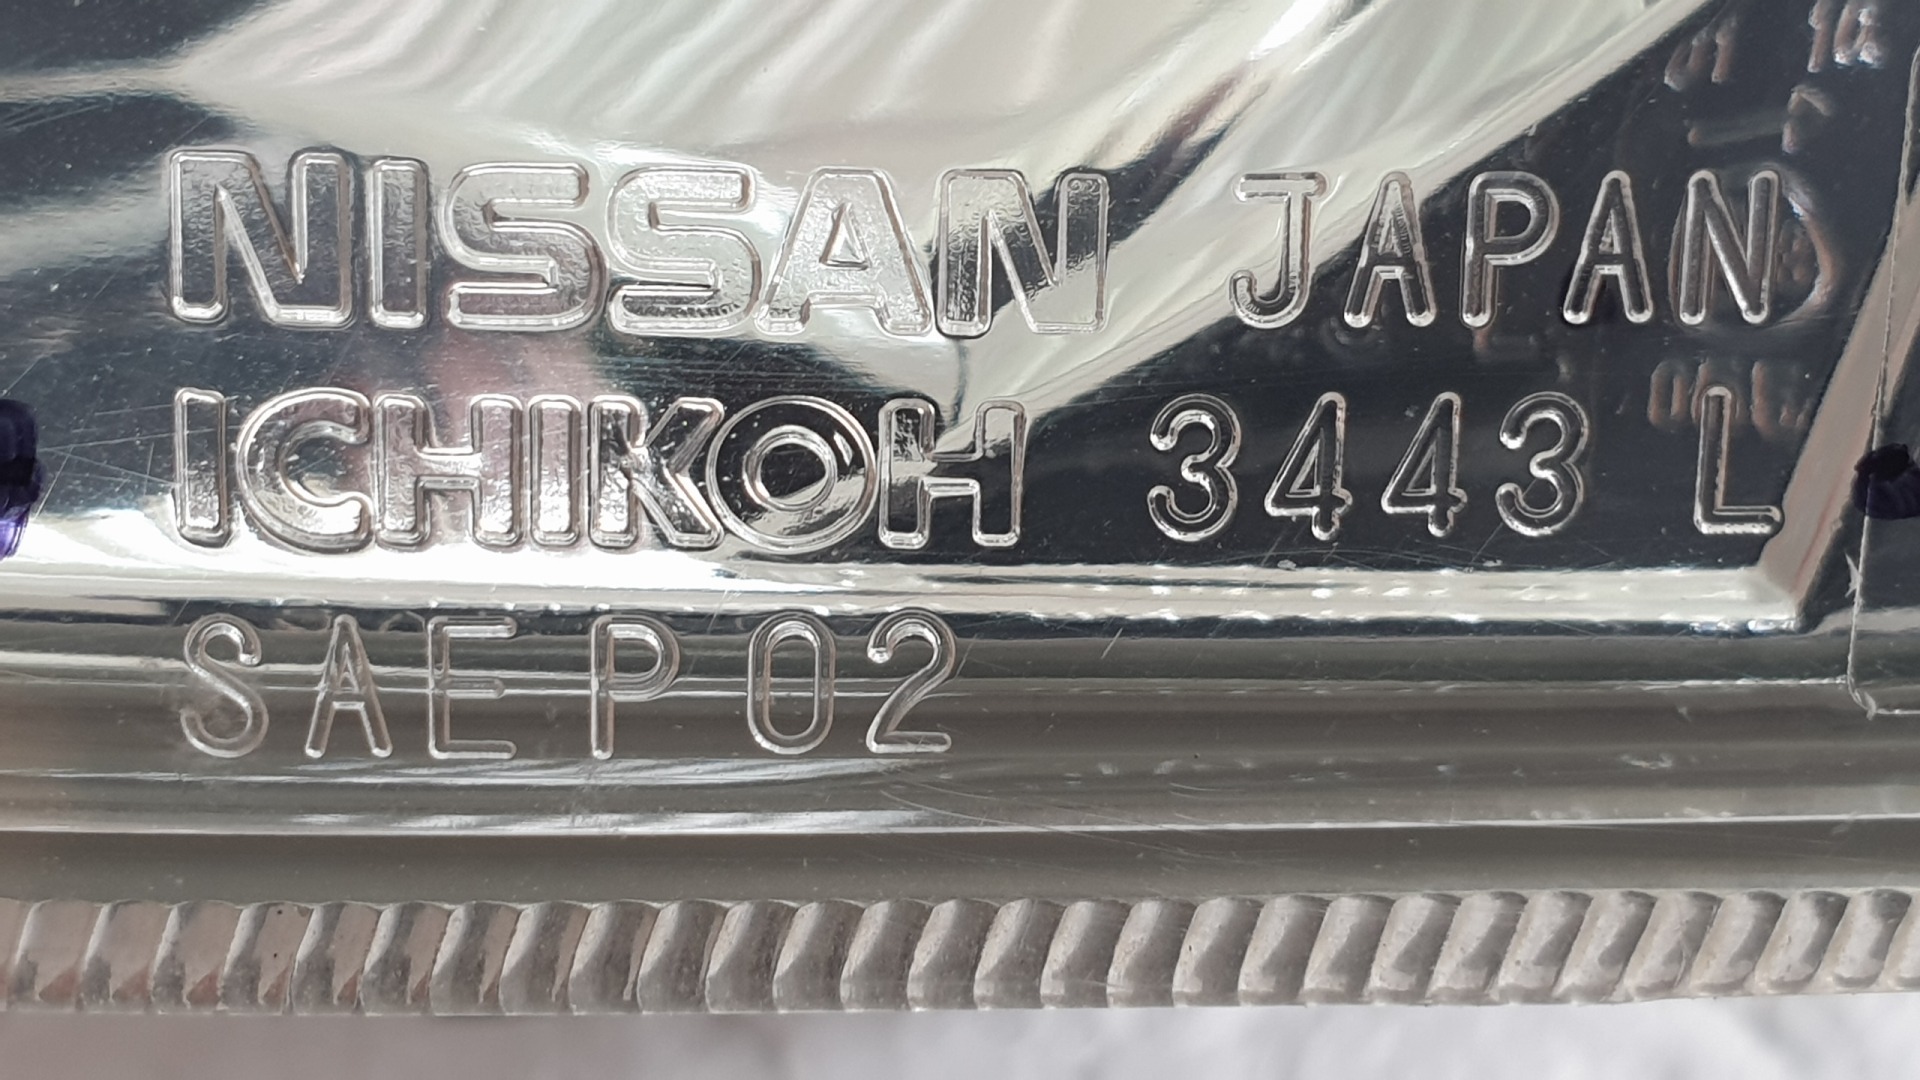 NISSAN JAPAN
ICHIKOH 3443 L
SAE P 02